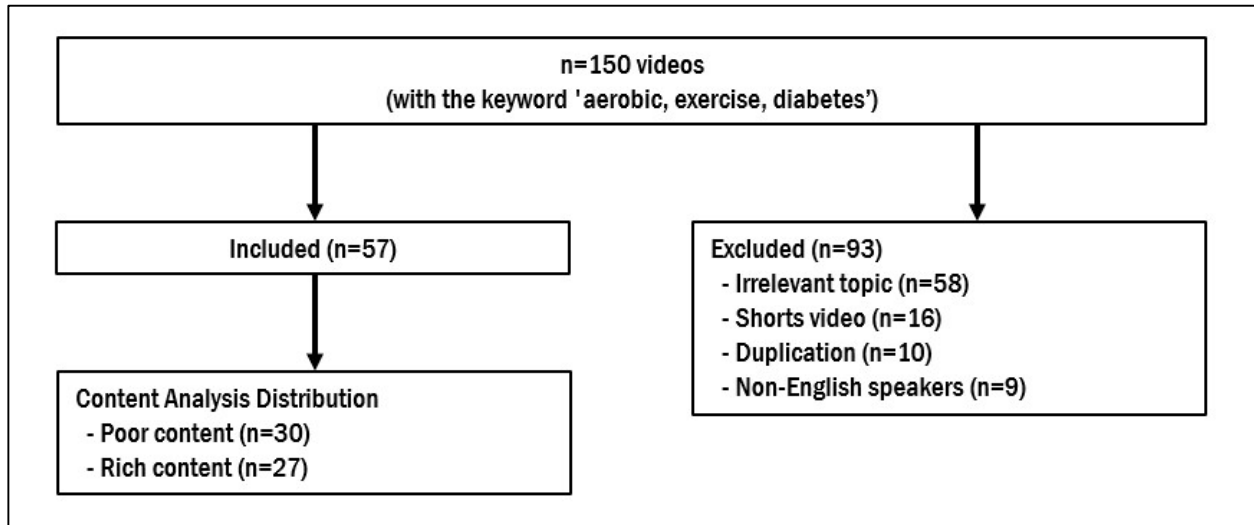 n=150 videos
(with the keyword 'aerobic, exercise, diabetes’)
Included (n=57)
Excluded (n=93)
- Irrelevant topic (n=58)
- Shorts video (n=16)
- Duplication (n=10)
- Non-English speakers (n=9)
Content Analysis Distribution
- Poor content (n=30)
- Rich content (n=27)